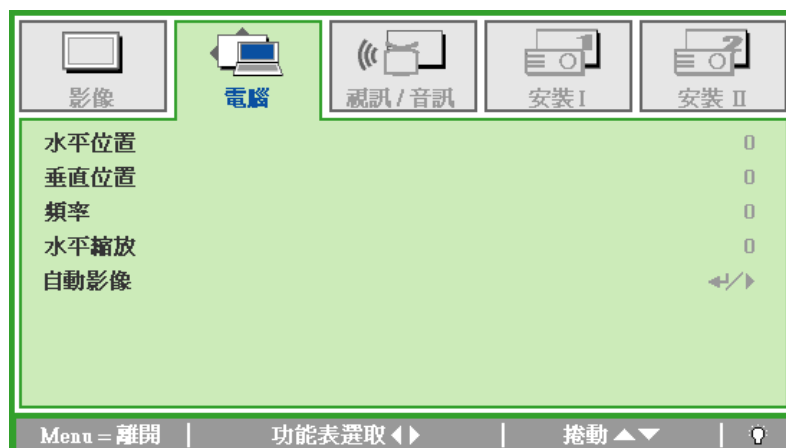 影像 電腦 視訊 / 音訊 安裝 I 安裝 II
水平位置 0
垂直位置 0
頻率 0
水平縮放 0
自動影像
Menu = 離開 功能表選取 捲動